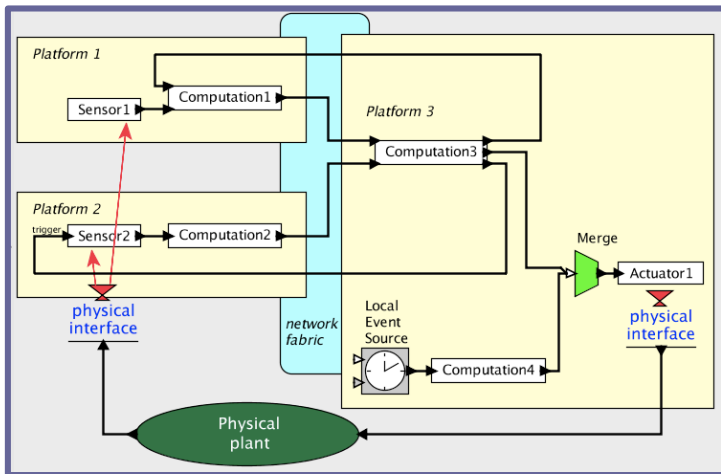 Platform 1
Sensor1
Computation1
Platform 3
Computation3
Platform 2
trigger
Sensor2
Computation2
Merge
Actuator1
physical
interface
physical
interface
network
fabric
Local
Event
Source
Computation4
Physical
plant